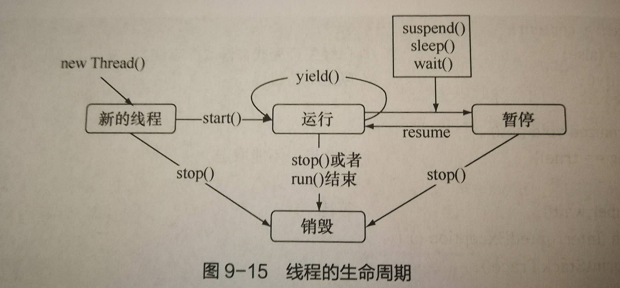 suspend()
sleep()
wait()
new Thread()
yield()
新的线程
start()
运行
resume
暂停
stop()
stop()或者
run()结束
stop()
销毁
图 9-15 线程的生命周期